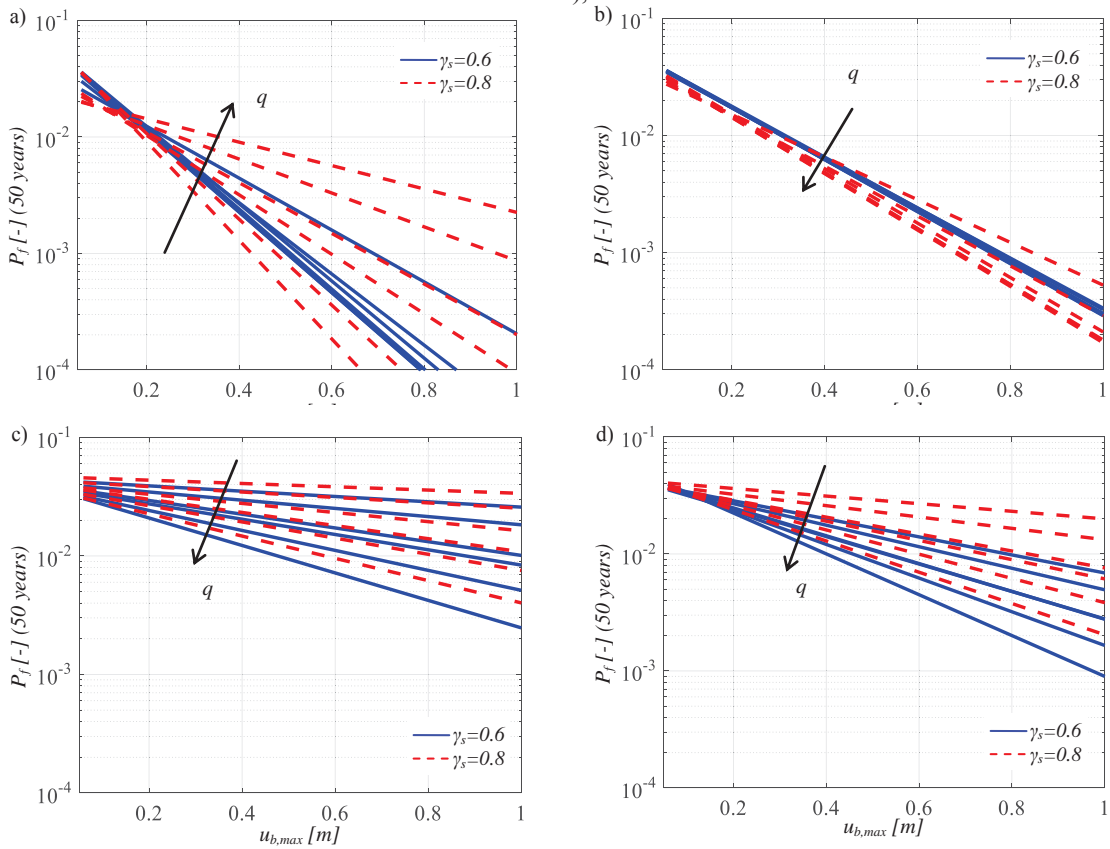 ),
a)
10^-1
10^-2
10^-3
10^-4
P_f [-] (50 years)
γ_s=0.6
γ_s=0.8
q
0.2
0.4
0.6
0.8
1
[m]
b)
10^-1
10^-2
10^-3
10^-4
P_f [-] (50 years)
γ_s=0.6
γ_s=0.8
q
0.2
0.4
0.6
0.8
1
c)
10^-1
10^-2
10^-3
10^-4
P_f [-] (50 years)
q
γ_s=0.6
γ_s=0.8
0.2
0.4
0.6
0.8
1
u_b,max [m]
d)
10^-1
10^-2
10^-3
10^-4
P_f [-] (50 years)
q
γ_s=0.6
γ_s=0.8
0.2
0.4
0.6
0.8
1
u_b,max [m]